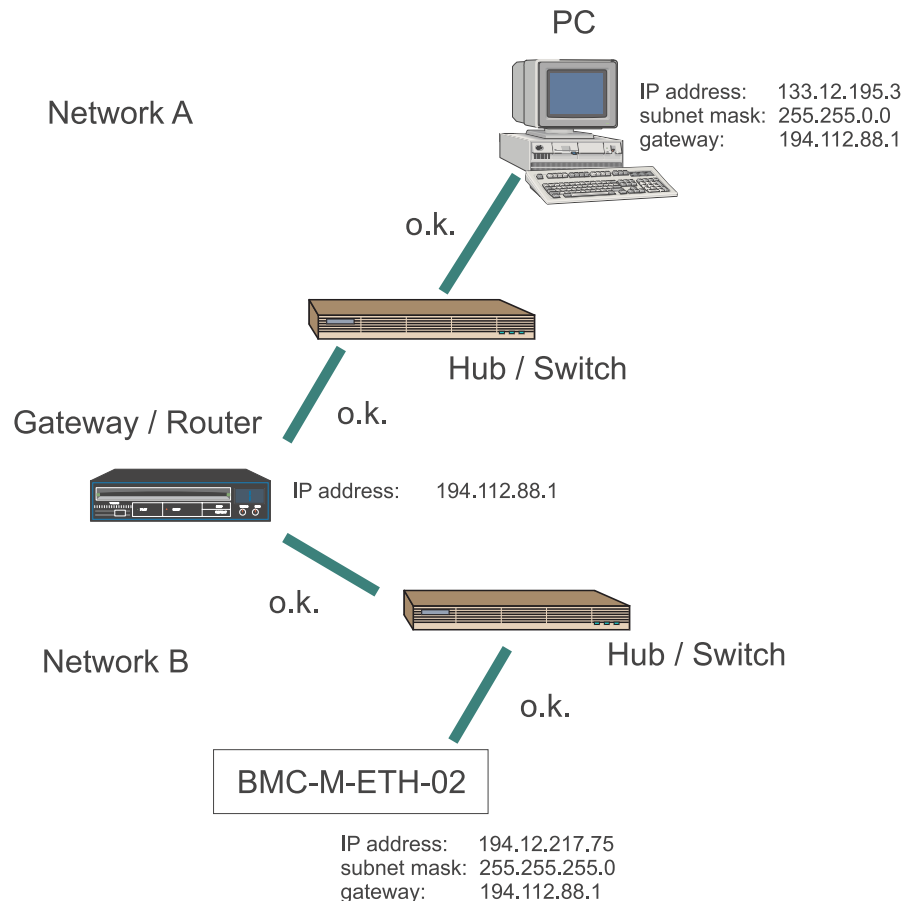 PC
Network A
IP address: 133.12.195.3
subnet mask: 255.255.0.0
gateway: 194.112.88.1
o.k.
Hub / Switch
o.k.
Gateway / Router
IP address: 194.112.88.1
o.k.
Hub / Switch
Network B
o.k.
BMC-M-ETH-02
IP address: 194.12.217.75
subnet mask: 255.255.255.0
gateway: 194.112.88.1